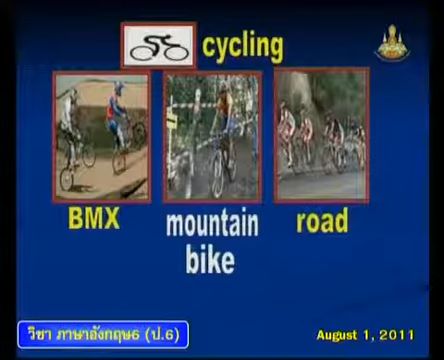 cycling
BMX
mountain
bike
road
วิชา ภาษาอังกฤษ6 (ป.6)
August 1, 2011